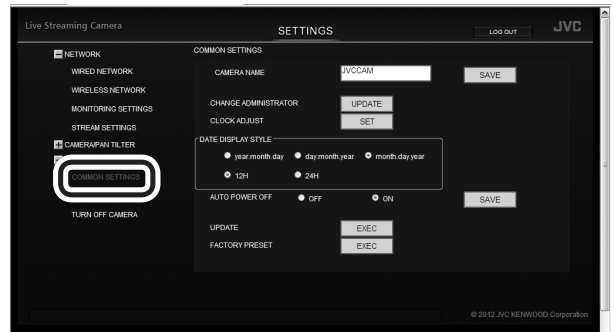 Live Streaming Camera
SETTINGS
LOG OUT
JVC
NETWORK
WIRED NETWORK
WIRELESS NETWORK
MONITORING SETTINGS
STREAM SETTINGS
CAMERA/PAN TILTER
COMMON SETTINGS
TURN OFF CAMERA
COMMON SETTINGS
CAMERA NAME
JVCCAM
SAVE
CHANGE ADMINISTRATOR
UPDATE
CLOCK ADJUST
SET
DATE DISPLAY STYLE
year.month.day
day.month.year
month.day.year
12H
24H
AUTO POWER OFF
OFF
ON
SAVE
UPDATE
EXEC
FACTORY PRESET
EXEC
© 2012 JVC KENWOOD Corporation